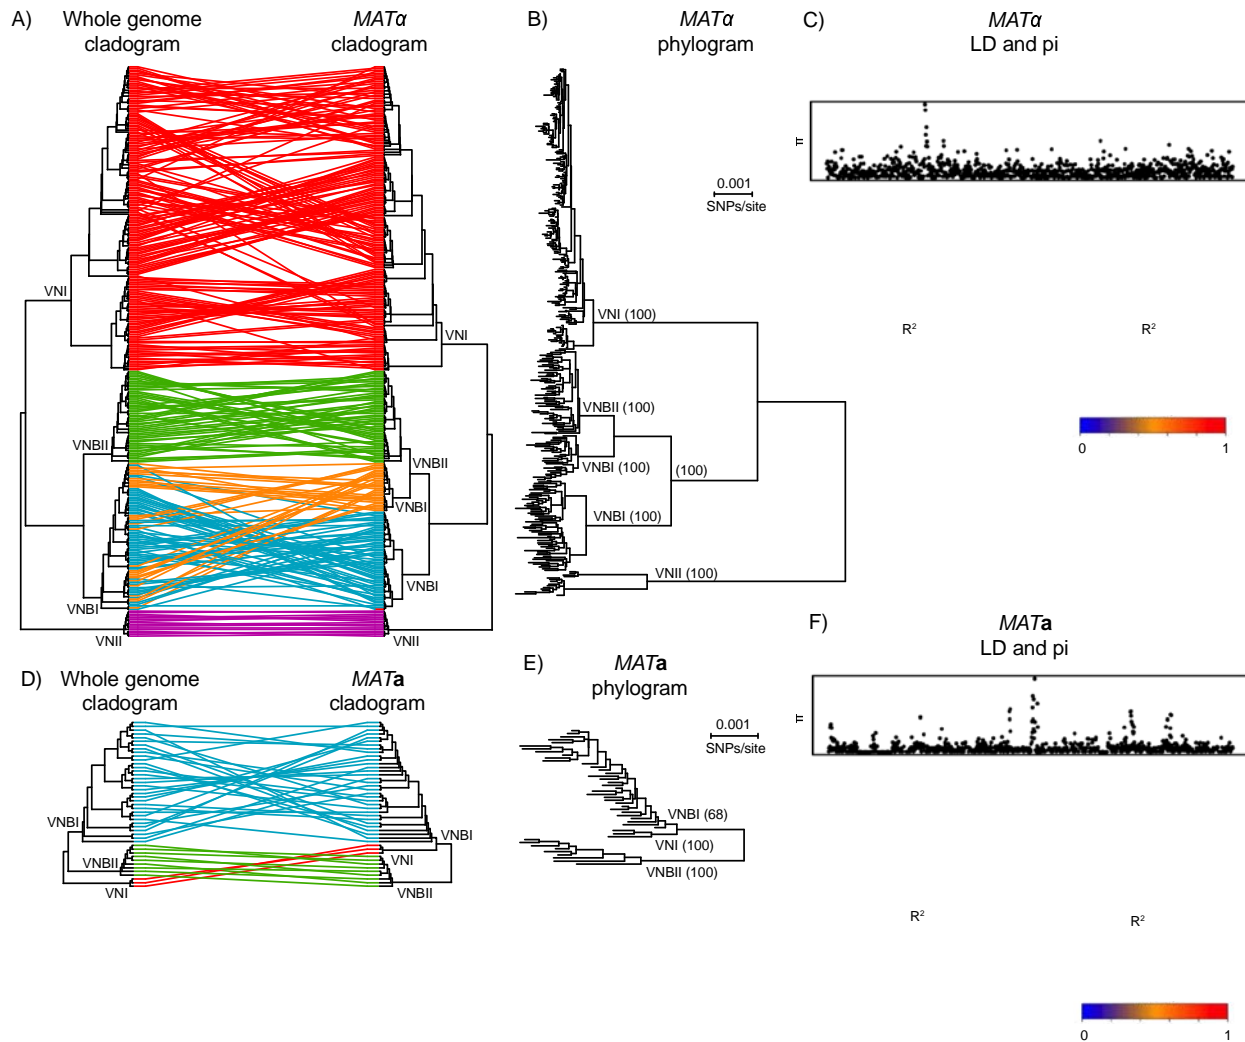 A)
Whole genome
cladogram
MATα
cladogram
VNI
VNBII
VNBI
VNII
VNI
VNBII
VNBI
VNBI
VNII
B)
MATα
phylogram
0.001
SNPs/site
VNI (100)
VNBII (100)
VNBI (100)
(100)
VNBI (100)
VNII (100)
C)
MATα
LD and pi
π
R²
R²
0
1
D)
Whole genome
cladogram
MATa
cladogram
VNBI
VNBII
VNI
VNBI
VNI
VNBII
E)
MATa
phylogram
0.001
SNPs/site
VNBI (68)
VNI (100)
VNBII (100)
F)
MATa
LD and pi
π
R²
R²
0
1